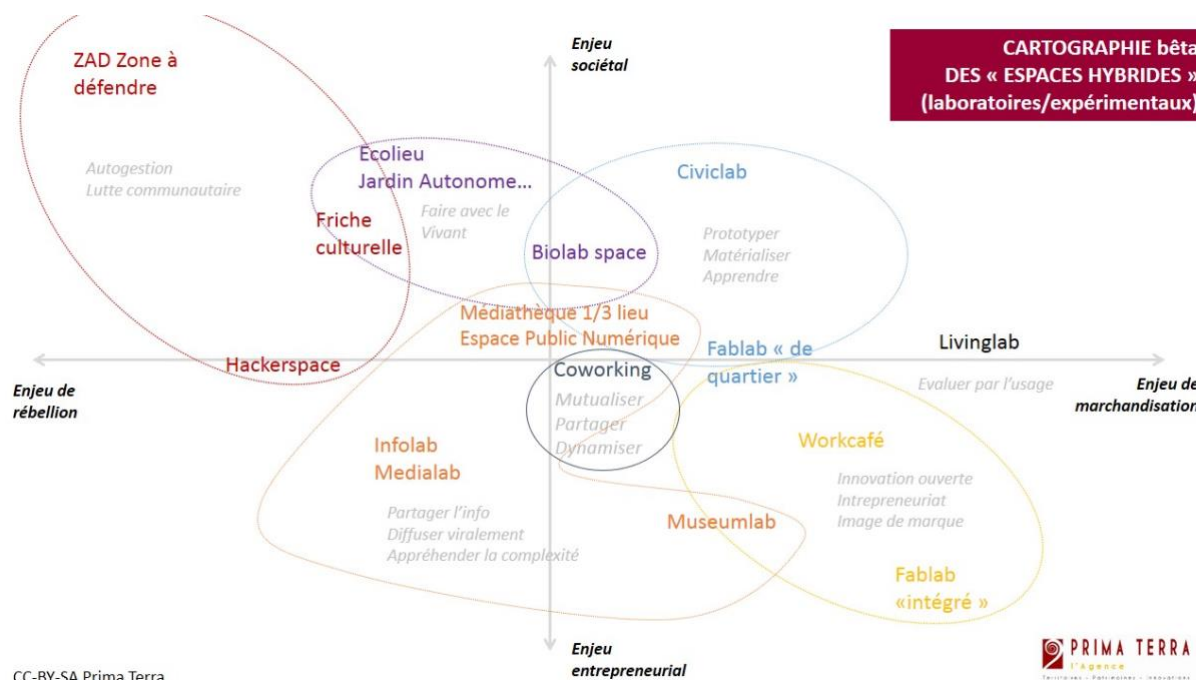 CARTOGRAPHIE bêta
DES « ESPACES HYBRIDES »
(laboratoires/expérimentaux)
Enjeu
sociétal
ZAD Zone à
défendre
Autogestion
Lutte communautaire
Ecolieu
Jardin Autonome...
Faire avec le
Vivant
Friche
culturelle
Biolab space
Civiclab
Prototyper
Matérialiser
Apprendre
Médiathèque 1/3 lieu
Espace Public Numérique
Hackerspace
Fablab « de
quartier »
Livinglab
Evaluer par l'usage
Enjeu de
rébellion
Enjeu de
marchandisation
Coworking
Mutualiser
Partager
Dynamiser
Infolab
Medialab
Partager l'info
Diffuser viralement
Appréhender la complexité
Workcafé
Innovation ouverte
Intrepreneuriat
Image de marque
Museumlab
Fablab
«intégré »
Enjeu
entrepreneurial
PRIMA TERRA
l'Agence
Territoires - Patrimoines - Innovations
CC-BY-SA Prima Terra